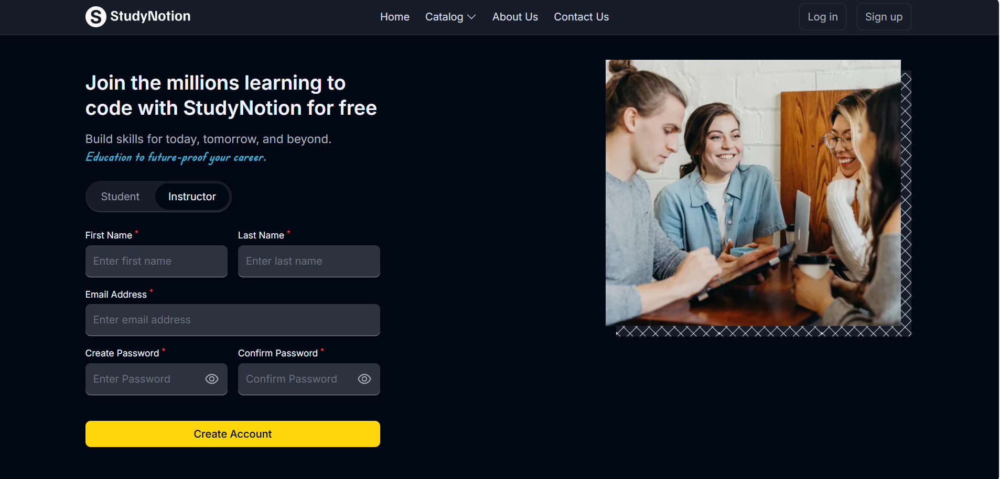 S StudyNotion
Home Catalog About Us Contact Us
Log in Sign up
Join the millions learning to
code with StudyNotion for free
Build skills for today, tomorrow, and beyond.
Education to future-proof your career.
Student Instructor
First Name * Last Name *
Enter first name Enter last name
Email Address *
Enter email address
Create Password * Confirm Password *
Enter Password Confirm Password
Create Account